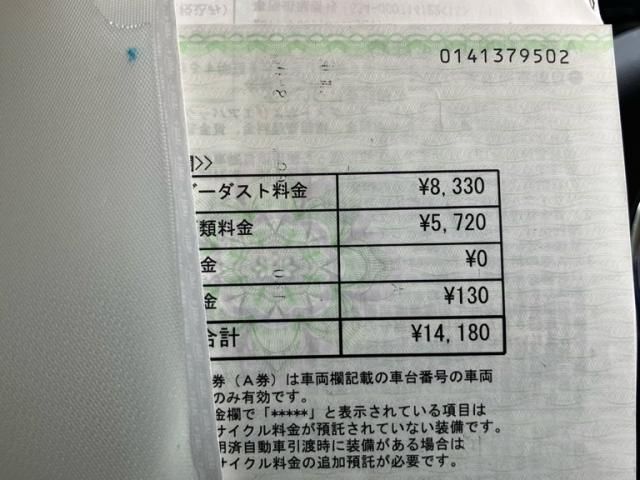 0141379502
>>
ーダスト料金 ¥8,330
類料金 ¥5,720
金 ¥0
金 ¥130
合計 ¥14,180
券（A券）は車両欄記載の車台番号の車両
のみ有効です。
金欄で「*****」と表示されている項目は
サイクル料金が預託されていない装備です。
用済自動車引渡時に装備がある場合は
サイクル料金の追加預託が必要です。